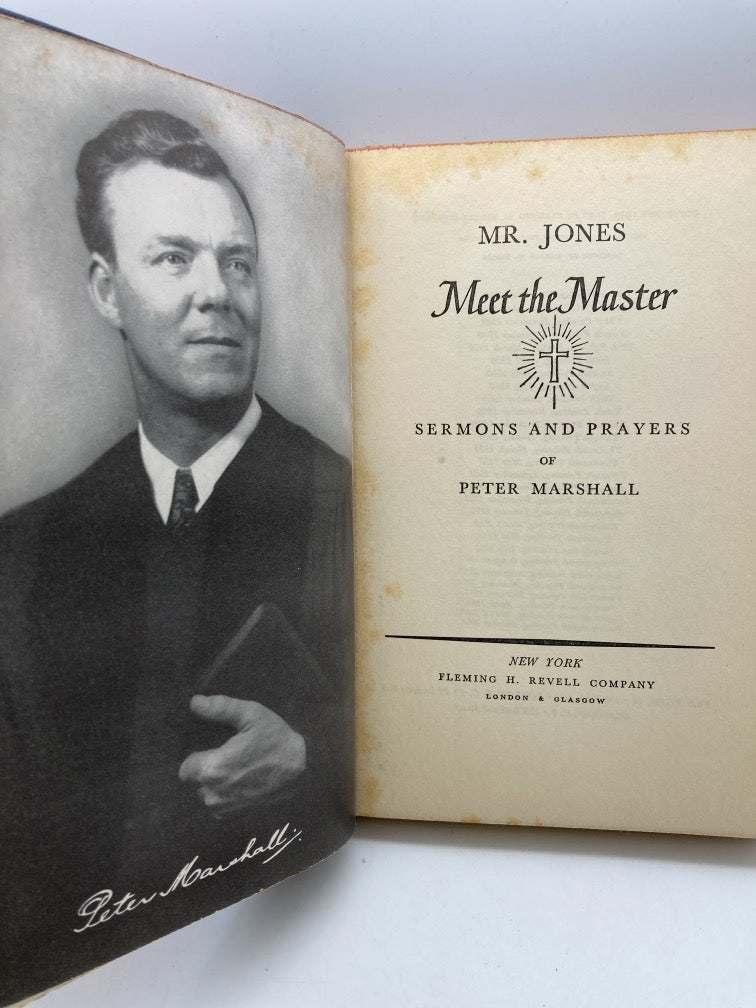 Peter Marshall.
MR. JONES
Meet the Master
SERMONS AND PRAYERS
OF
PETER MARSHALL
NEW YORK
FLEMING H. REVELL COMPANY
LONDON & GLASGOW